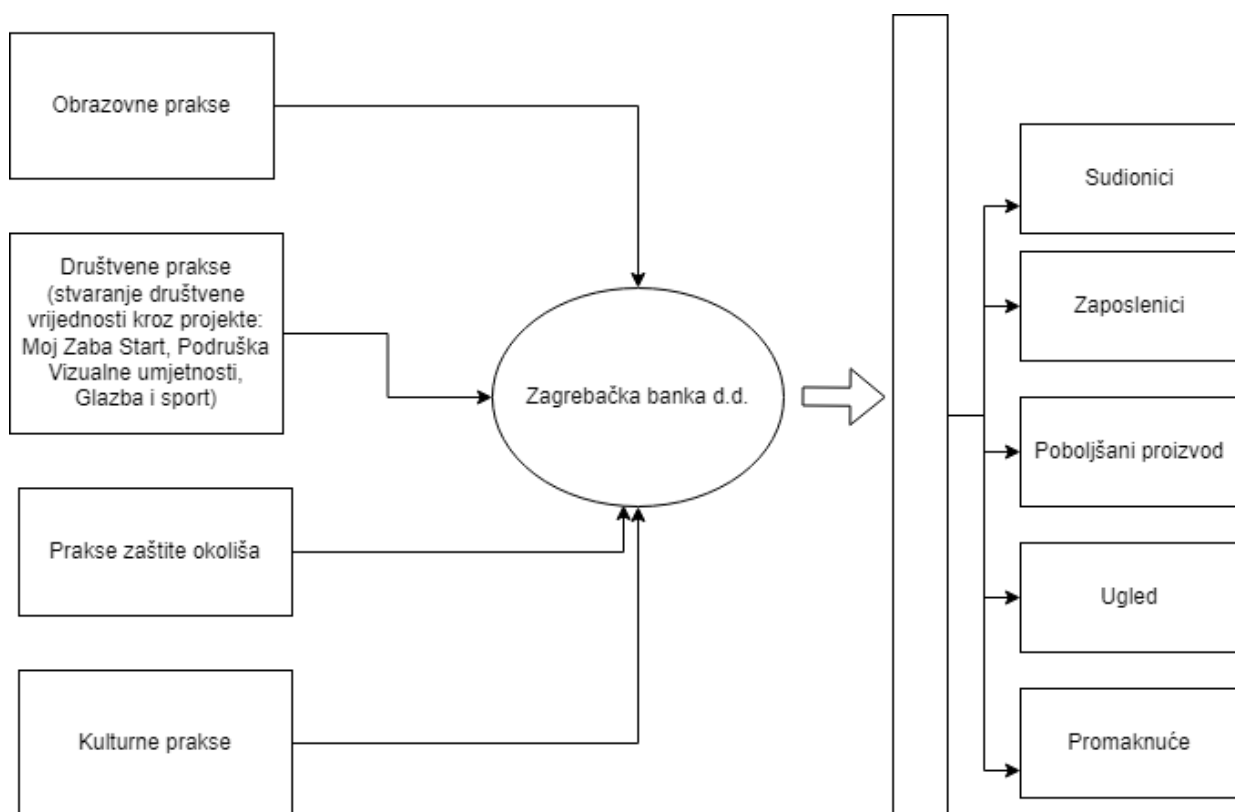 Obrazovne prakse
Društvene prakse
(stvaranje društvene
vrijednosti kroz projekte:
Moj Zaba Start, Podruška
Vizualne umjetnosti,
Glazba i sport)
Prakse zaštite okoliša
Kulturne prakse
Zagrebačka banka d.d.
Sudionici
Zaposlenici
Poboljšani proizvod
Ugled
Promaknuće